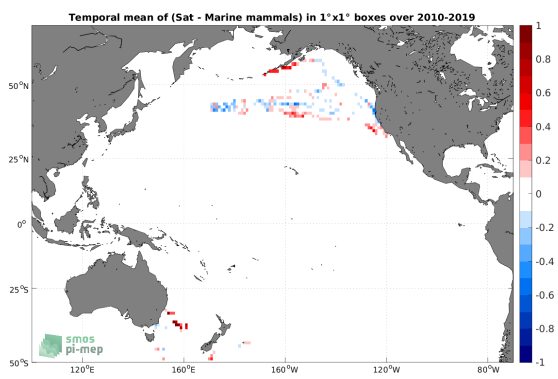 Temporal mean of (Sat - Marine mammals) in 1°x1° boxes over 2010-2019
1
0.8
50°N
0.6
0.4
25°N
0.2
0°
0
-0.2
25°S
-0.4
-0.6
smos
pi-mep
-0.8
50°S
-1
120°E 160°E 160°W 120°W 80°W